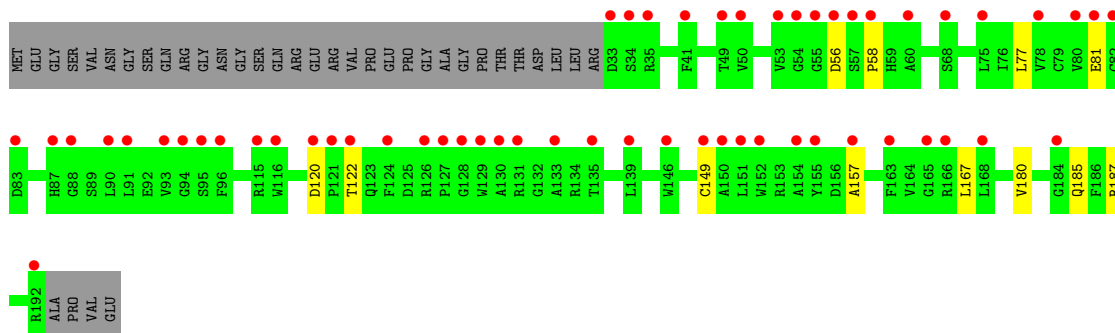 MET GLU GLY SER VAL ASN GLY SER GLN ARG GLY ASN GLY SER GLN ARG GLU ARG VAL PRO GLU PRO GLY ALA GLY PRO THR THR ASP LEU LEU ARG D33 S34 R35 F41 T49 V50 V53 G54 G55 D56 S57 P58 H59 A60 S68 L75 I76 L77 V78 C79 V80 E81
D83 H87 G88 S89 L90 L91 E92 V93 G94 S95 F96 R115 W116 D120 P121 T122 Q123 F124 D125 R126 P127 G128 W129 A130 R131 G132 A133 R134 T135 L139 W146 C149 A150 L151 W152 R153 A154 Y155 D156 A157 F163 V164 G165 R166 L167 L168 V180 G184 Q185 F186
R192 ALA PRO VAL GLU